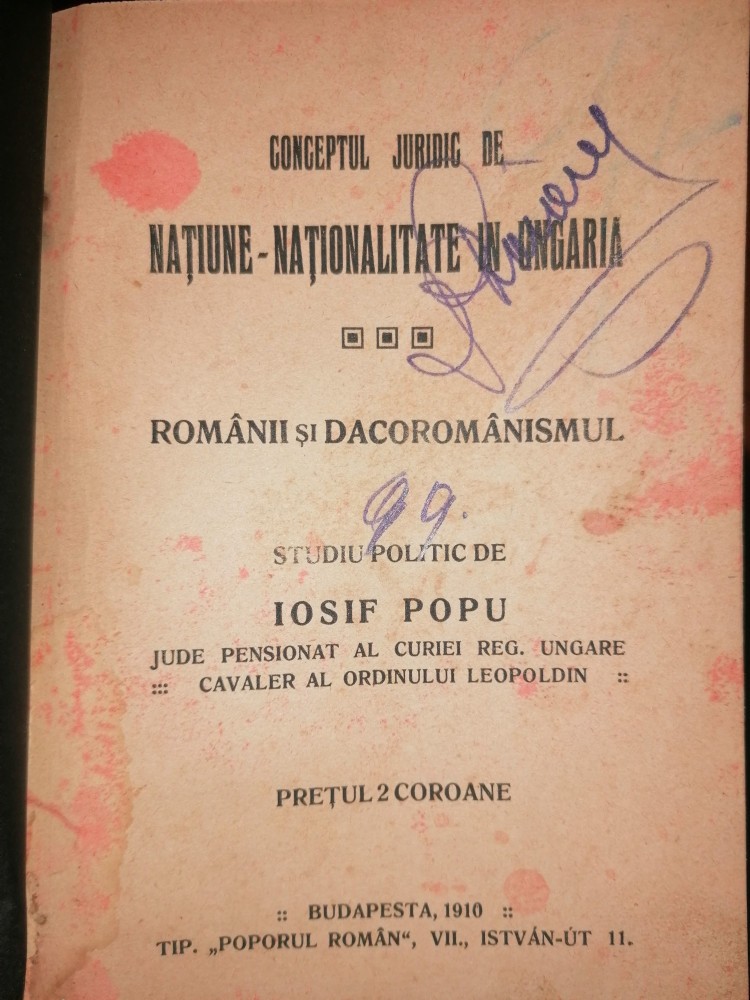 CONCEPTUL JURIDIC DE
NAȚIUNE-NAȚIONALITATE IN UNGARIA
ROMÂNII ȘI DACOROMÂNISMUL
99.
STUDIU POLITIC DE
IOSIF POPU
JUDE PENSIONAT AL CURIEI REG. UNGARE
::: CAVALER AL ORDINULUI LEOPOLDIN ::
PREȚUL 2 COROANE
:: BUDAPESTA, 1910 ::
TIP. „POPORUL ROMÂN“, VII., ISTVÁN-ÚT 11.